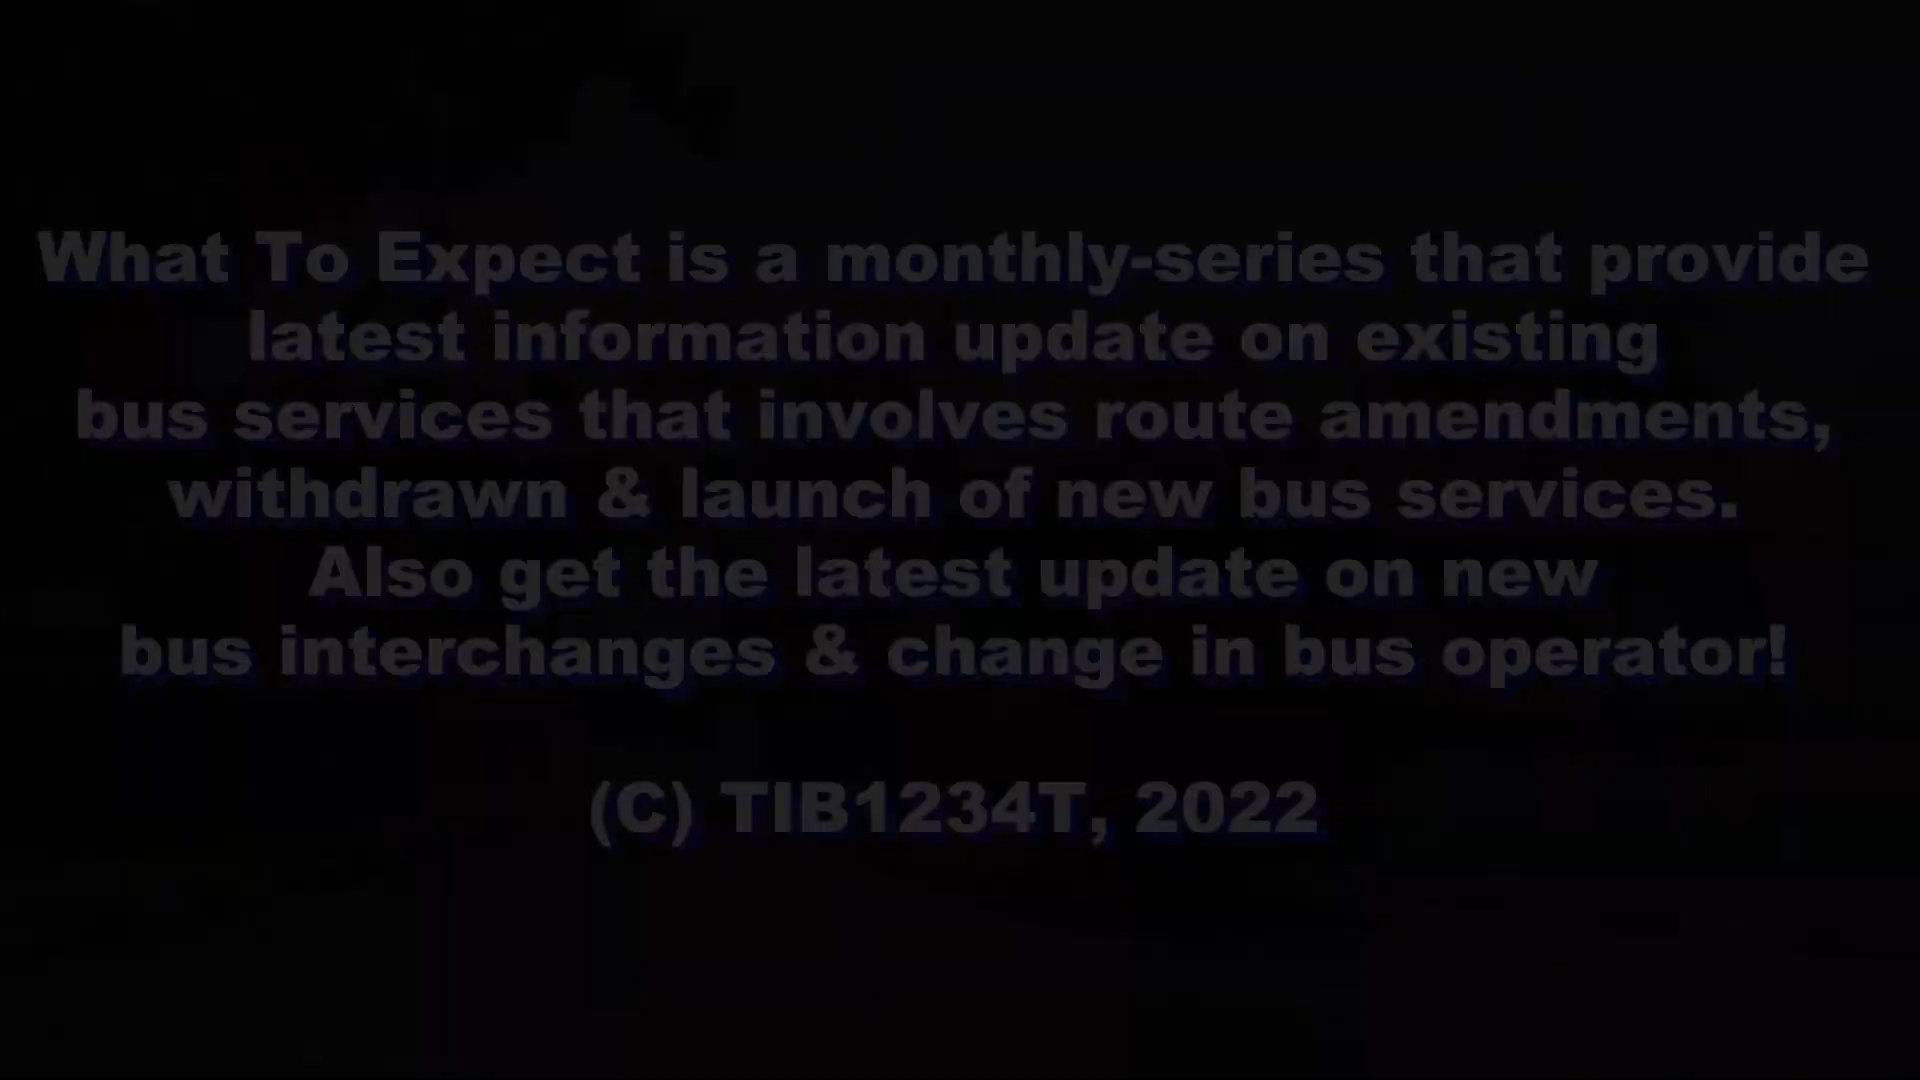 What To Expect is a monthly-series that provide
latest information update on existing
bus services that involves route amendments,
withdrawn & launch of new bus services.
Also get the latest update on new
bus interchanges & change in bus operator!
(C) TIB1234T, 2022